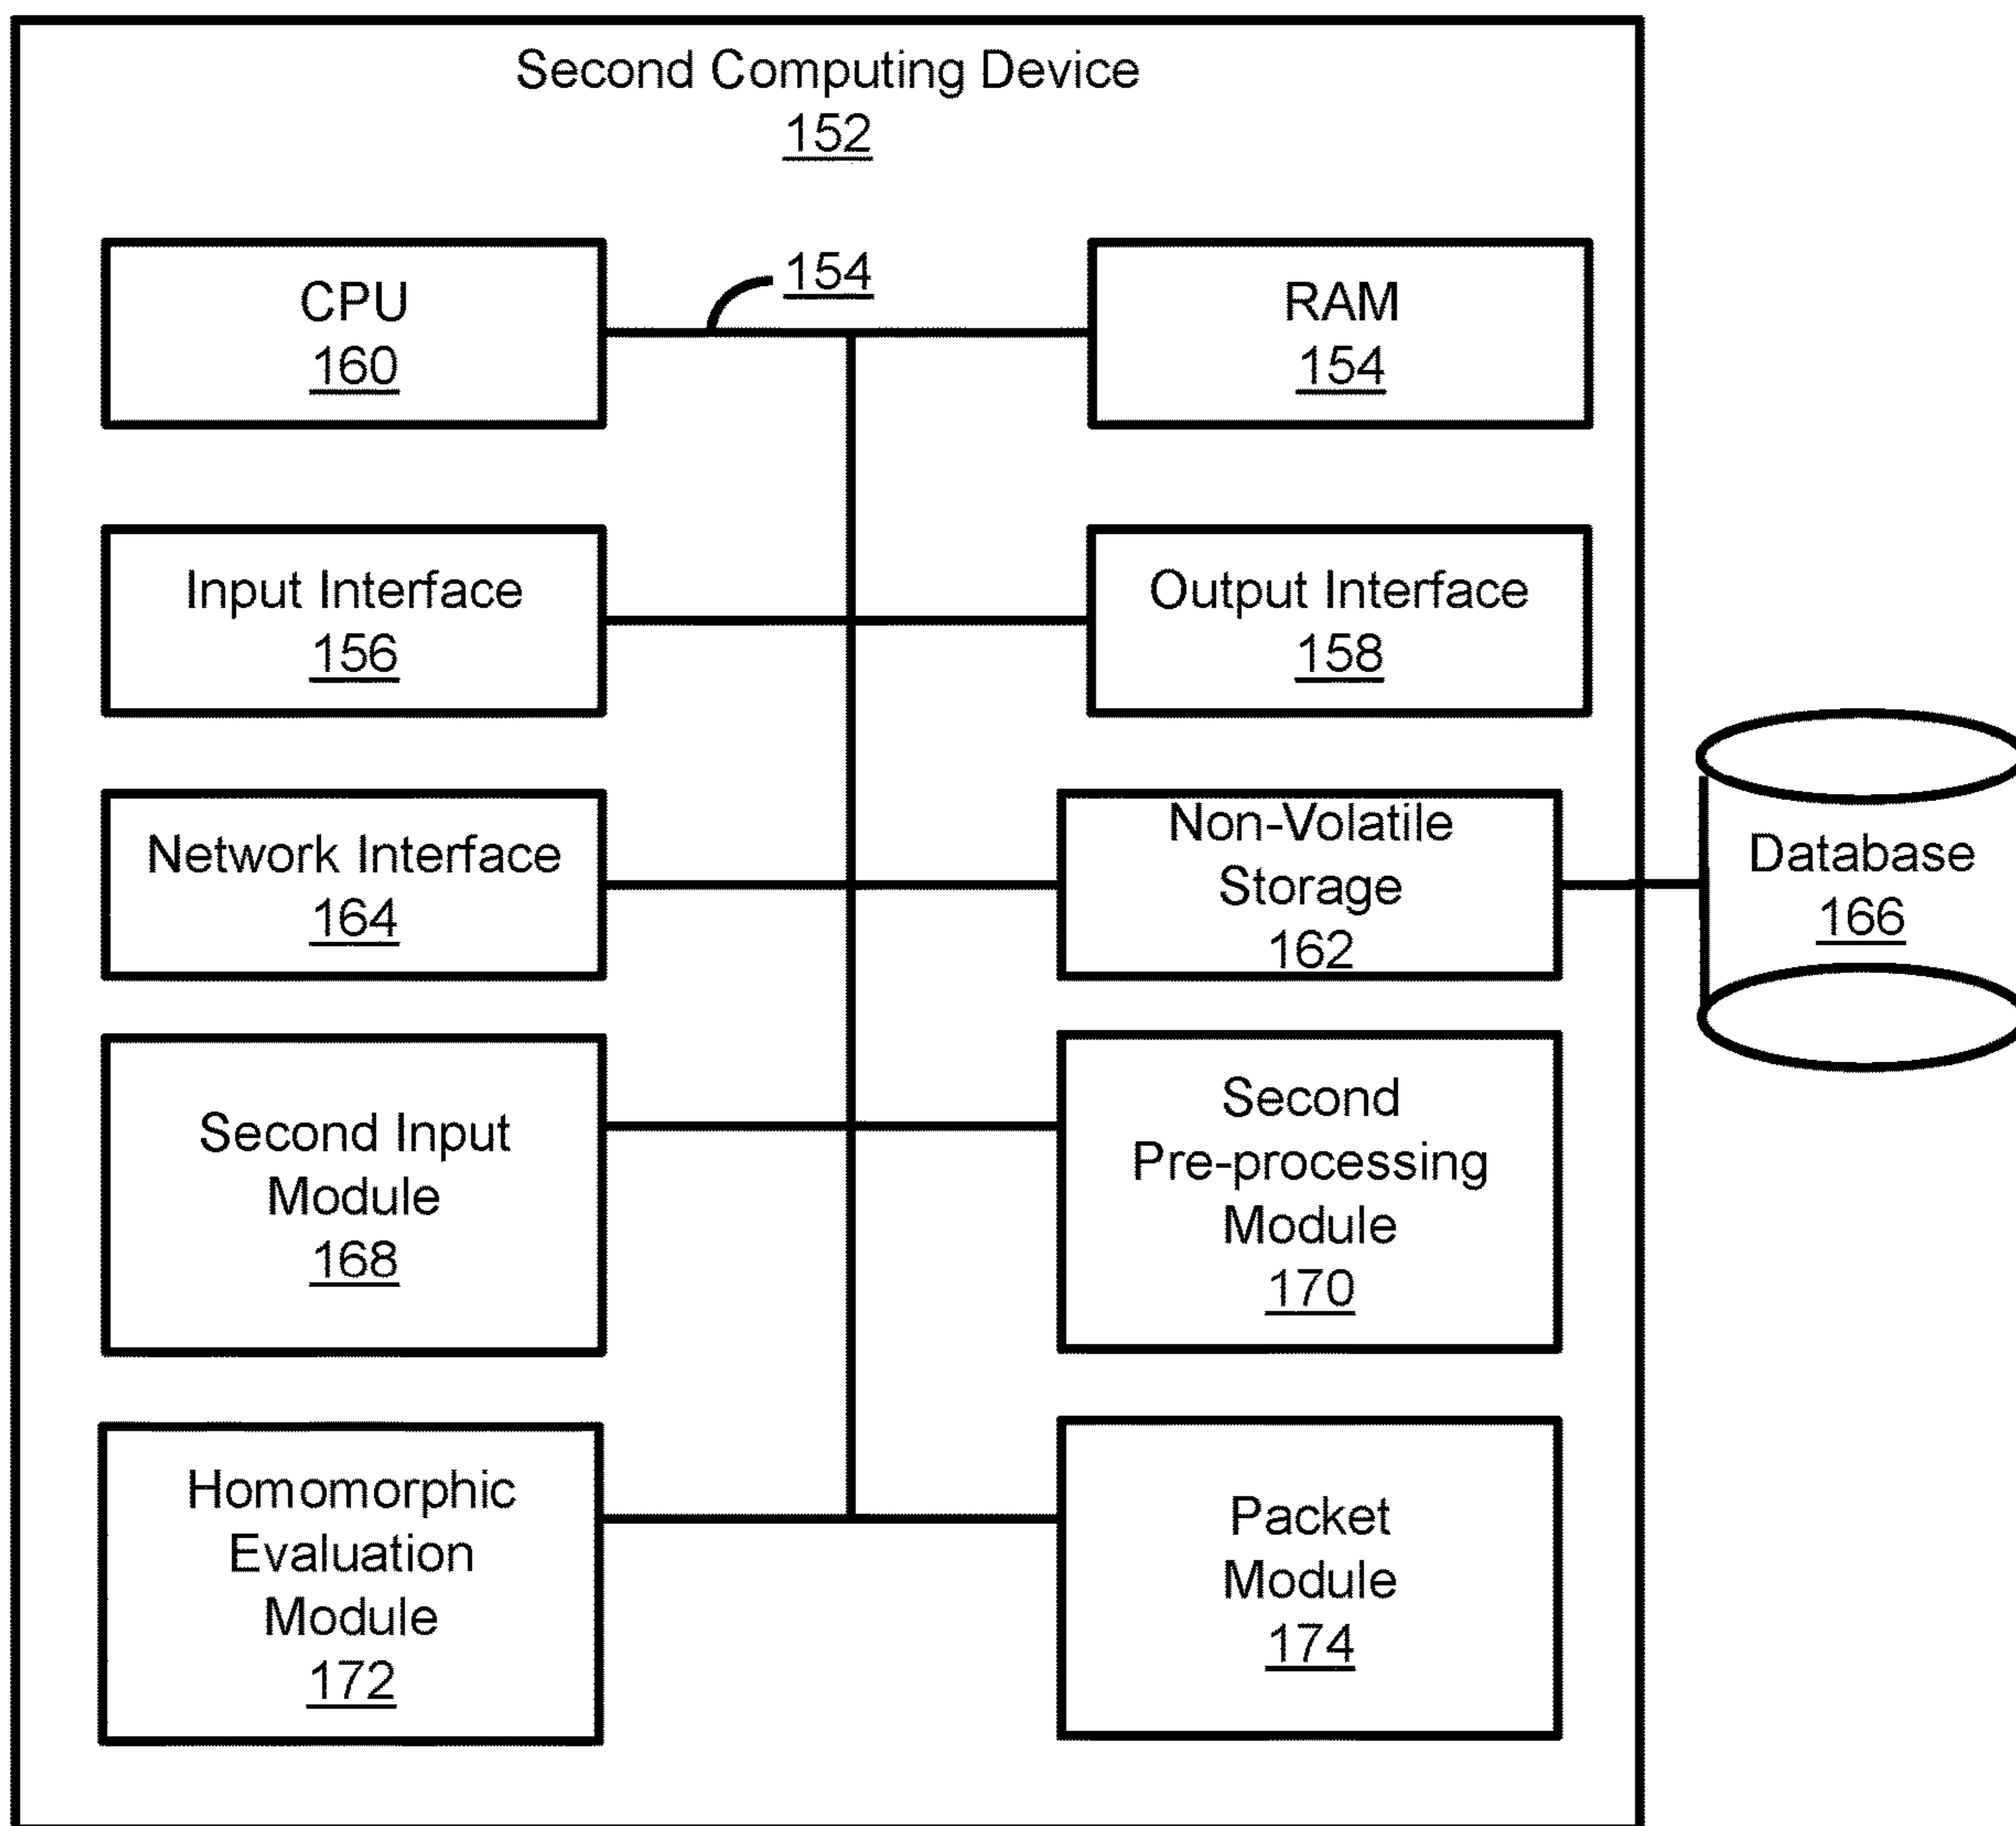 Second Computing Device
152
CPU
160
154
RAM
154
Input Interface
156
Output Interface
158
Network Interface
164
Non-Volatile
Storage
162
Database
166
Second Input
Module
168
Second
Pre-processing
Module
170
Homomorphic
Evaluation
Module
172
Packet
Module
174